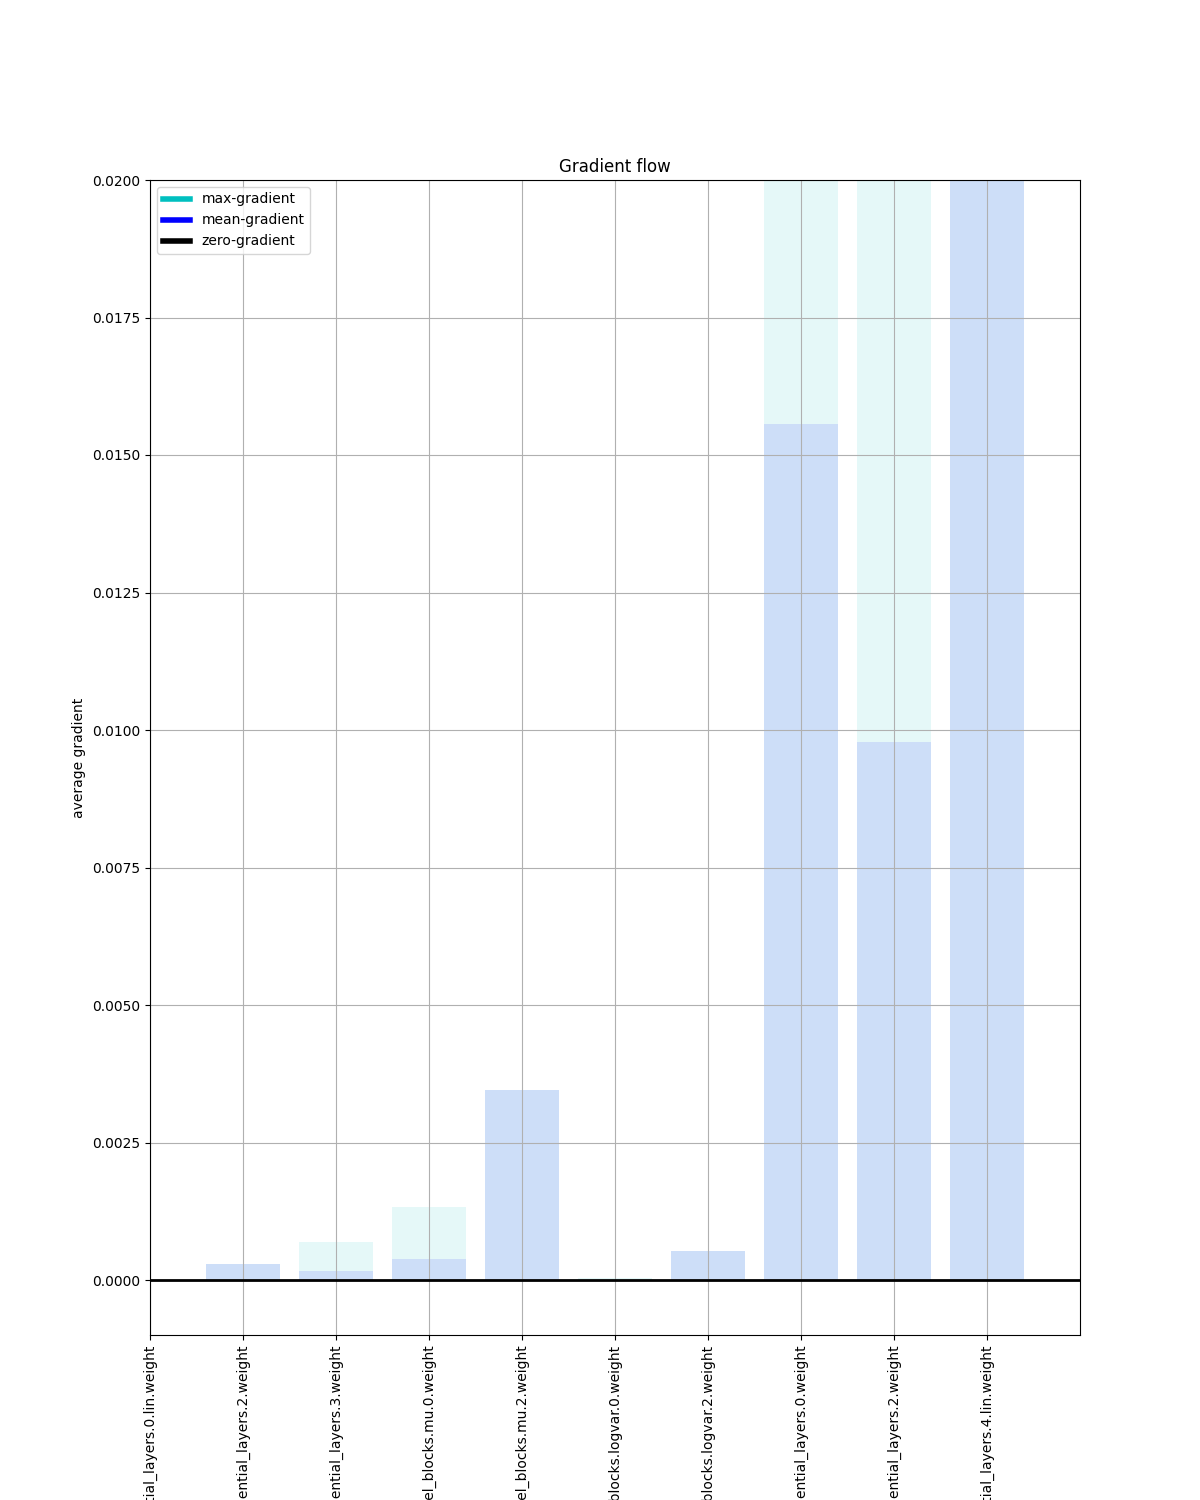 Gradient flow
max-gradient
mean-gradient
zero-gradient
0.0200
0.0175
0.0150
0.0125
0.0100
0.0075
0.0050
0.0025
0.0000
average gradient
tial_layers.0.lin.weight
ential_layers.2.weight
ential_layers.3.weight
el_blocks.mu.0.weight
el_blocks.mu.2.weight
blocks.logvar.0.weight
blocks.logvar.2.weight
ential_layers.0.weight
ential_layers.2.weight
tial_layers.4.lin.weight